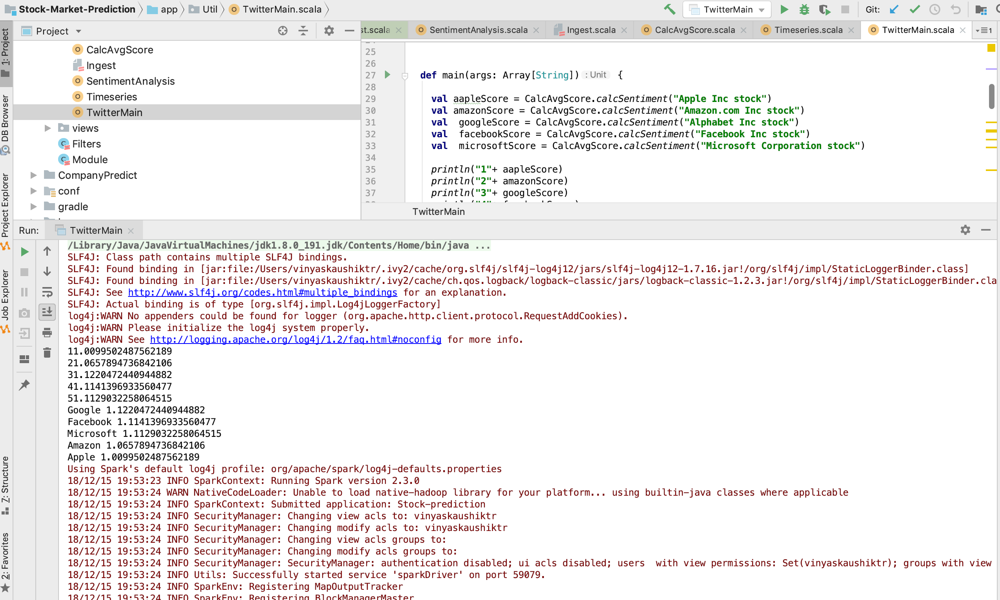 Stock-Market-Prediction app Util TwitterMain.scala TwitterMain Git:
1: Project
DB Browser
Project Explorer
Job Explorer
7: Structure
2: Favorites
Project
CalcAvgScore
Ingest
SentimentAnalysis
Timeseries
TwitterMain
views
Filters
Module
CompanyPredict
conf
gradle
st.scala SentimentAnalysis.scala Ingest.scala CalcAvgScore.scala Timeseries.scala TwitterMain.scala 1
25
26
27 def main(args: Array[String]) : Unit {
28
29 val aapleScore = CalcAvgScore.calcSentiment("Apple Inc stock")
30 val amazonScore = CalcAvgScore.calcSentiment("Amazon.com Inc stock")
31 val  googleScore = CalcAvgScore.calcSentiment("Alphabet Inc stock")
32 val  facebookScore = CalcAvgScore.calcSentiment("Facebook Inc stock")
33 val  microsoftScore = CalcAvgScore.calcSentiment("Microsoft Corporation stock")
34
35 println("1"+ aapleScore)
36 println("2"+ amazonScore)
37 println("3"+ googleScore)
TwitterMain
Run: TwitterMain
/Library/Java/JavaVirtualMachines/jdk1.8.0_191.jdk/Contents/Home/bin/java ...
SLF4J: Class path contains multiple SLF4J bindings.
SLF4J: Found binding in [jar:file:/Users/vinyaskaushiktr/.ivy2/cache/org.slf4j/slf4j-log4j12/jars/slf4j-log4j12-1.7.16.jar!/org/slf4j/impl/StaticLoggerBinder.class]
SLF4J: Found binding in [jar:file:/Users/vinyaskaushiktr/.ivy2/cache/ch.qos.logback/logback-classic/jars/logback-classic-1.2.3.jar!/org/slf4j/impl/StaticLoggerBinder.cla
SLF4J: See http://www.slf4j.org/codes.html#multiple_bindings for an explanation.
SLF4J: Actual binding is of type [org.slf4j.impl.Log4jLoggerFactory]
log4j:WARN No appenders could be found for logger (org.apache.http.client.protocol.RequestAddCookies).
log4j:WARN Please initialize the log4j system properly.
log4j:WARN See http://logging.apache.org/log4j/1.2/faq.html#noconfig for more info.
11.0099502487562189
21.0657894736842106
31.1220472440944882
41.1141396933560477
51.1129032258064515
Google 1.1220472440944882
Facebook 1.1141396933560477
Microsoft 1.1129032258064515
Amazon 1.0657894736842106
Apple 1.0099502487562189
Using Spark's default log4j profile: org/apache/spark/log4j-defaults.properties
18/12/15 19:53:23 INFO SparkContext: Running Spark version 2.3.0
18/12/15 19:53:24 WARN NativeCodeLoader: Unable to load native-hadoop library for your platform... using builtin-java classes where applicable
18/12/15 19:53:24 INFO SparkContext: Submitted application: Stock-prediction
18/12/15 19:53:24 INFO SecurityManager: Changing view acls to: vinyaskaushiktr
18/12/15 19:53:24 INFO SecurityManager: Changing modify acls to: vinyaskaushiktr
18/12/15 19:53:24 INFO SecurityManager: Changing view acls groups to:
18/12/15 19:53:24 INFO SecurityManager: Changing modify acls groups to:
18/12/15 19:53:24 INFO SecurityManager: SecurityManager: authentication disabled; ui acls disabled; users  with view permissions: Set(vinyaskaushiktr); groups with view
18/12/15 19:53:24 INFO Utils: Successfully started service 'sparkDriver' on port 59079.
18/12/15 19:53:24 INFO SparkEnv: Registering MapOutputTracker
18/12/15 19:53:24 INFO SparkEnv: Registering BlockManagerMaster